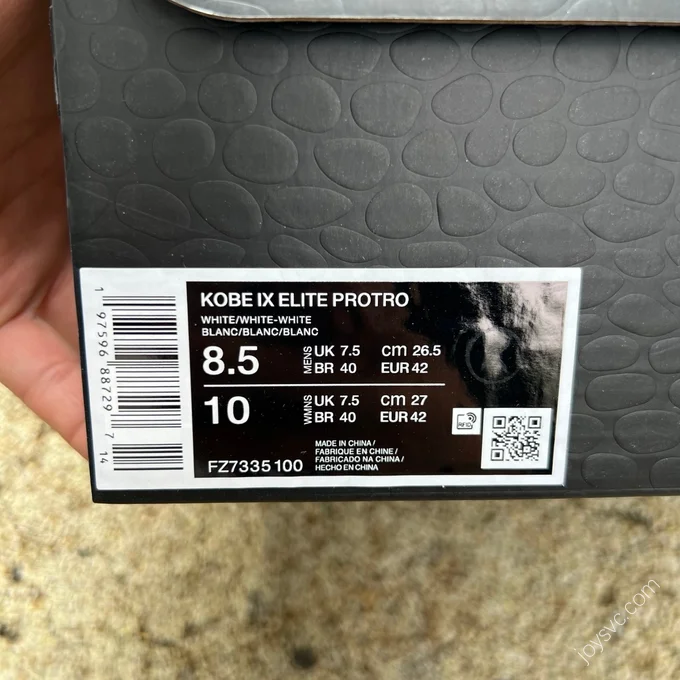 KOBE IX ELITE PROTRO
WHITE/WHITE-WHITE
BLANC/BLANC/BLANC
8.5 MENS UK 7.5 cm 26.5
BR 40 EUR 42
10 WMNS UK 7.5 cm 27
BR 40 EUR 42
FZ7335 100
MADE IN CHINA/
FABRIQUE EN CHINE/
FABRICADO NA CHINA/
HECHO EN CHINA
1 97596 88729 7 14
RFID
joysvc.com